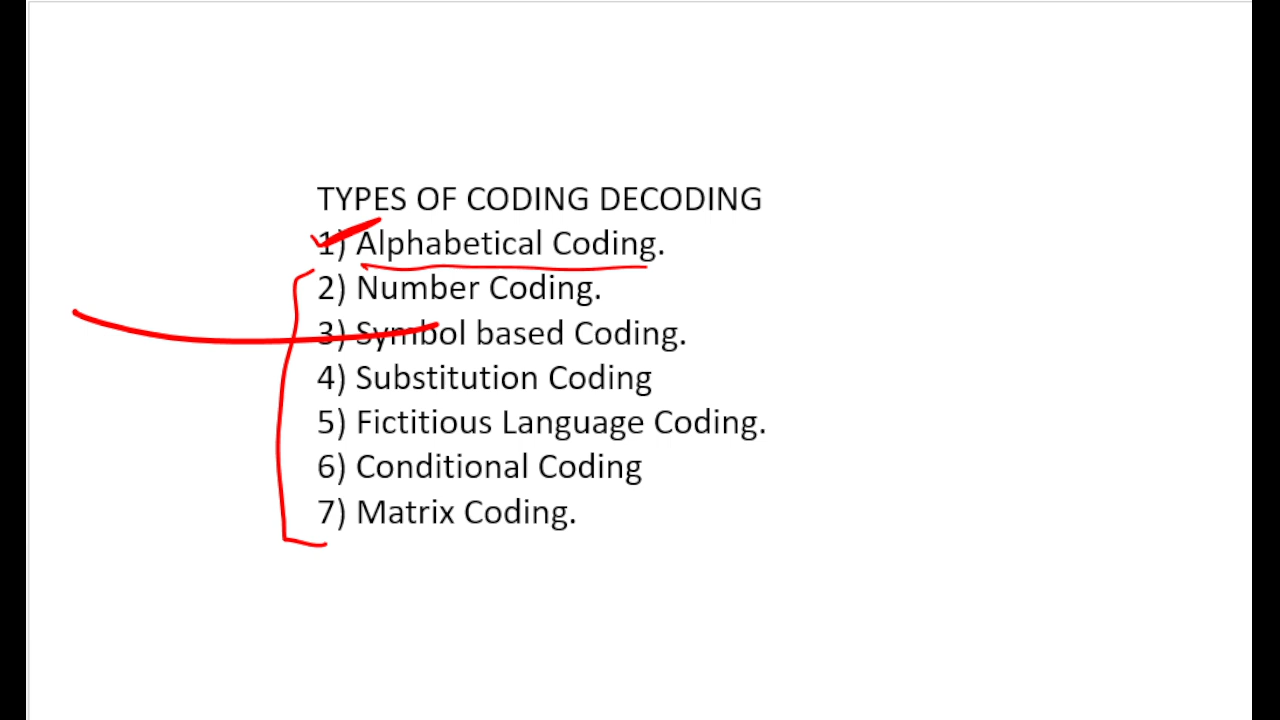 TYPES OF CODING DECODING
1) Alphabetical Coding.
2) Number Coding.
3) Symbol based Coding.
4) Substitution Coding
5) Fictitious Language Coding.
6) Conditional Coding
7) Matrix Coding.